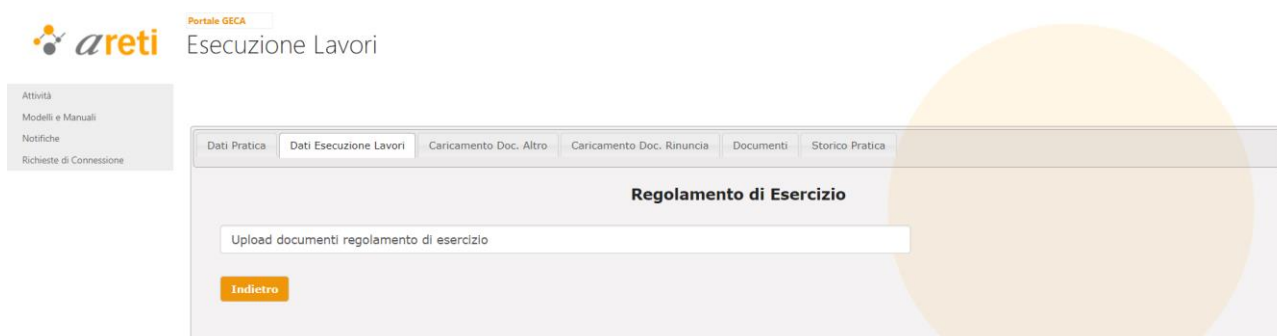 areti
Portale GECA
Esecuzione Lavori
Attività
Modelli e Manuali
Notifiche
Richieste di Connessione
Dati Pratica Dati Esecuzione Lavori Caricamento Doc. Altro Caricamento Doc. Rinuncia Documenti Storico Pratica
Regolamento di Esercizio
Upload documenti regolamento di esercizio
Indietro